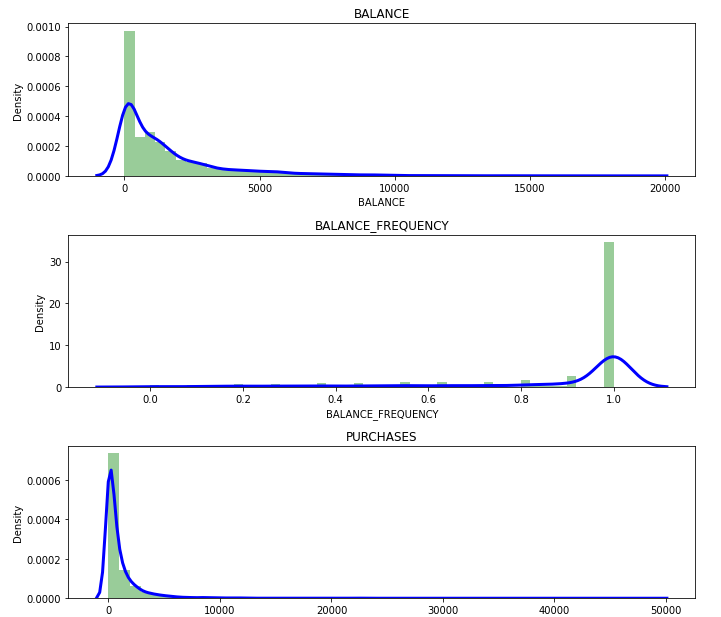 BALANCE
0.0010
0.0008
0.0006
0.0004
0.0002
0.0000
Density
0 5000 10000 15000 20000
BALANCE
BALANCE_FREQUENCY
30
20
10
0
Density
0.0 0.2 0.4 0.6 0.8 1.0
BALANCE_FREQUENCY
PURCHASES
0.0006
0.0004
0.0002
0.0000
Density
0 10000 20000 30000 40000 50000